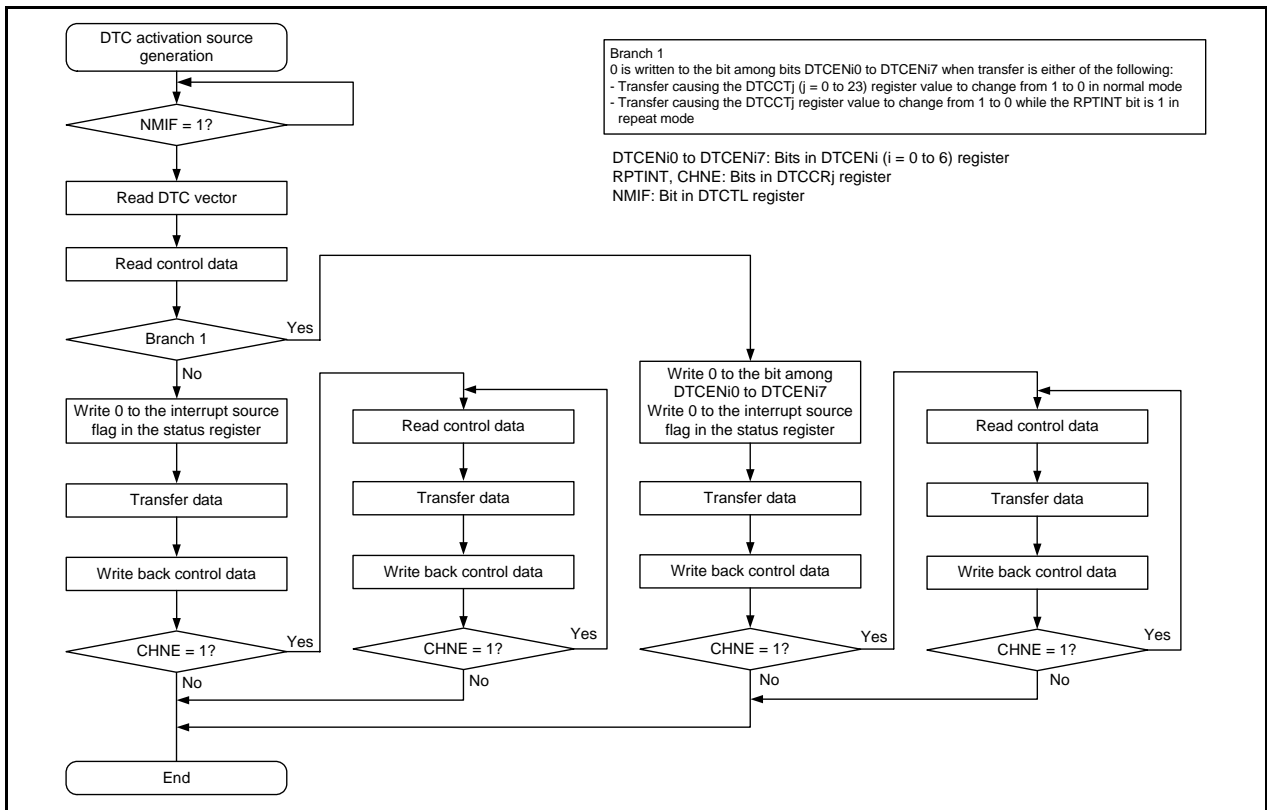 DTC activation source
generation
NMIF = 1?
Read DTC vector
Read control data
Branch 1
Yes
No
Write 0 to the interrupt source
flag in the status register
Transfer data
Write back control data
CHNE = 1?
Yes
No
End
Read control data
Transfer data
Write back control data
CHNE = 1?
Yes
No
Branch 1
0 is written to the bit among bits DTCENi0 to DTCENi7 when transfer is either of the following:
- Transfer causing the DTCCTj (j = 0 to 23) register value to change from 1 to 0 in normal mode
- Transfer causing the DTCCTj register value to change from 1 to 0 while the RPTINT bit is 1 in
repeat mode
DTCENi0 to DTCENi7: Bits in DTCENi (i = 0 to 6) register
RPTINT, CHNE: Bits in DTCCRj register
NMIF: Bit in DTCTL register
Write 0 to the bit among
DTCENi0 to DTCENi7
Write 0 to the interrupt source
flag in the status register
Transfer data
Write back control data
CHNE = 1?
Yes
No
Read control data
Transfer data
Write back control data
CHNE = 1?
Yes
No